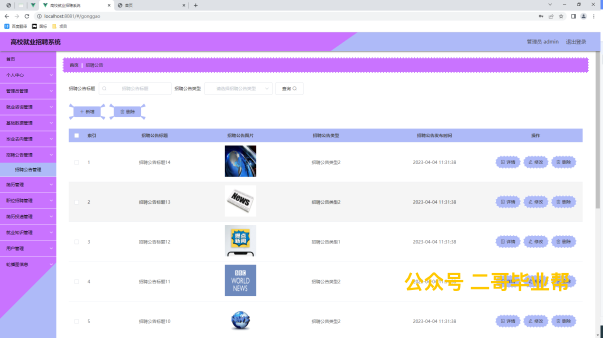 高校就业招聘系统
localhost:8081/#/gonggao
百度翻译
首页
高校就业招聘系统
管理员 admin 退出登录
首页
个人中心
管理员管理
就业咨询管理
基础数据管理
毕业去向管理
招聘公告管理
招聘公告管理
简历管理
职位招聘管理
简历投递管理
就业知识管理
用户管理
轮播图信息
首页 招聘公告
招聘公告标题 招聘公告标题 招聘公告类型 请选择招聘公告类型 查询
新增 删除
索引 招聘公告标题 招聘公告图片 招聘公告类型 招聘公告发布时间 操作
1 招聘公告标题14 招聘公告类型2 2023-04-04 11:31:38 详情 修改 删除
2 招聘公告标题13 NEWS 招聘公告类型2 2023-04-04 11:31:38 详情 修改 删除
3 招聘公告标题12 招聘公告类型1 2023-04-04 11:31:38 详情 修改 删除
4 招聘公告标题11 BBC WORLD NEWS 招聘公告类型2 2023-04-04 11:31:38
公众号 二哥毕业帮
5 招聘公告标题10 招聘公告类型3 2023-04-04 11:31:38 详情 修改 删除